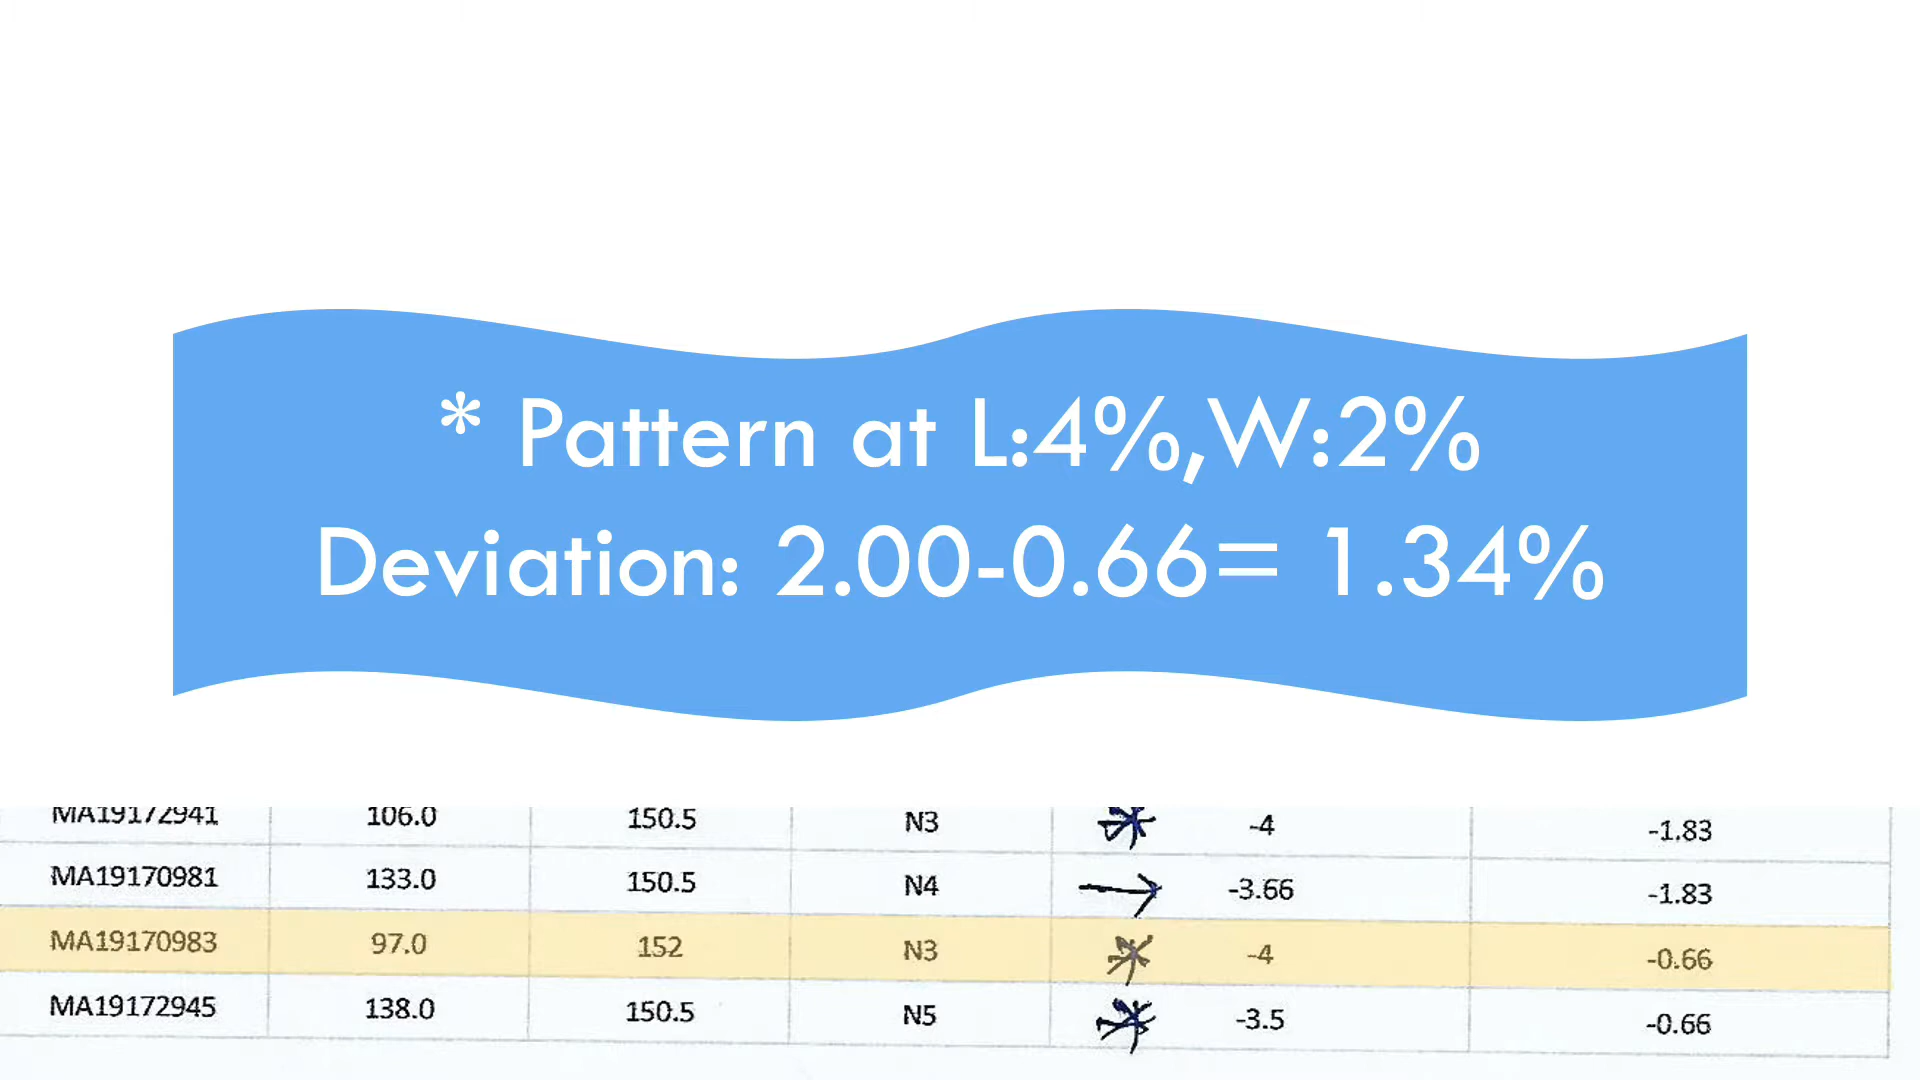 * Pattern at L:4%,W:2%
Deviation: 2.00-0.66= 1.34%
MA19172941 106.0 150.5 N3 -4 -1.83
MA19170981 133.0 150.5 N4 -3.66 -1.83
MA19170983 97.0 152 N3 -4 -0.66
MA19172945 138.0 150.5 N5 -3.5 -0.66